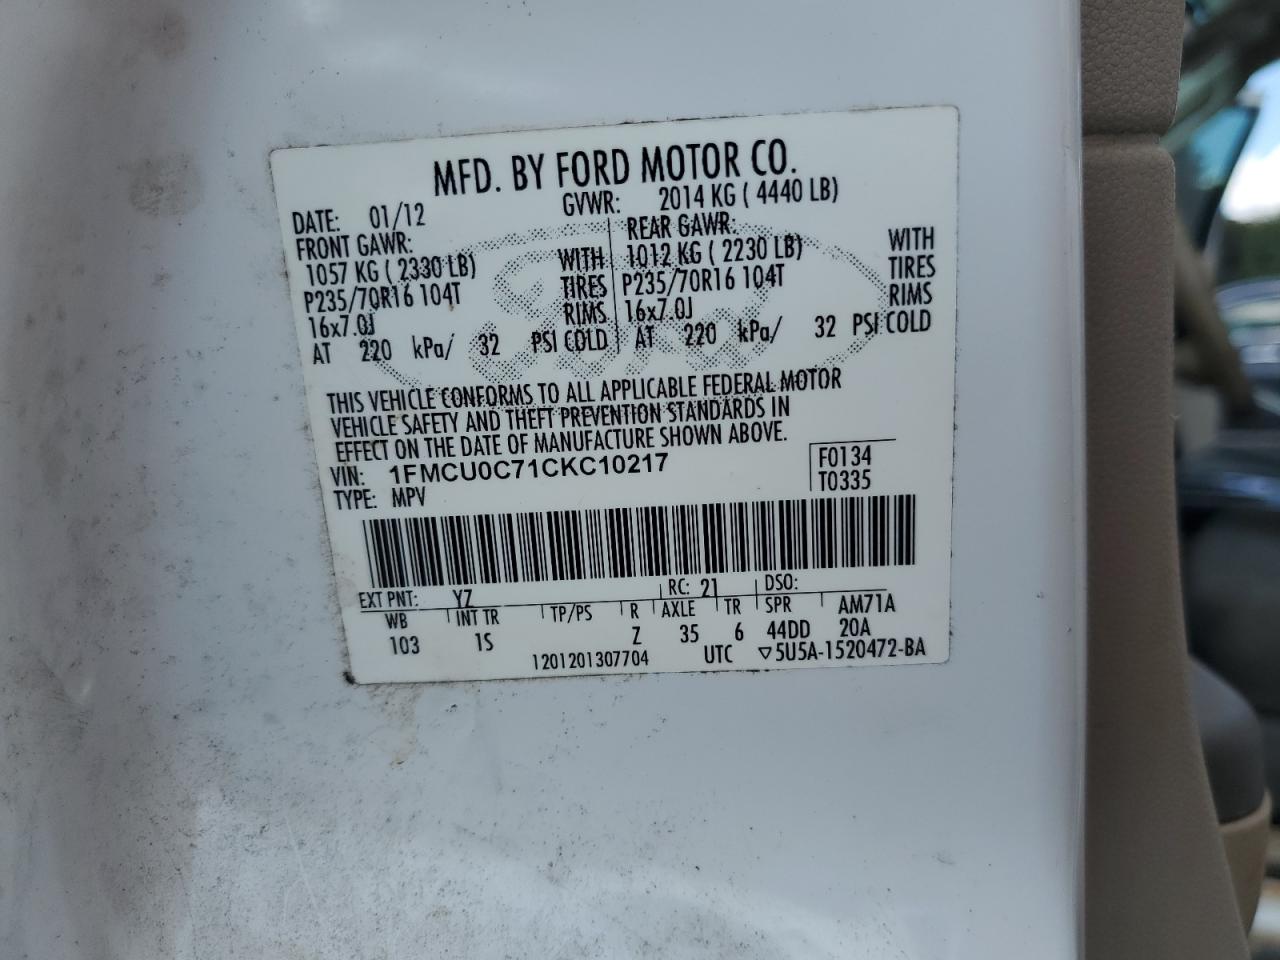 MFD. BY FORD MOTOR CO.
DATE: 01/12 GVWR: 2014 KG ( 4440 LB)
FRONT GAWR: REAR GAWR:
1057 KG ( 2330 LB) WITH 1012 KG ( 2230 LB) WITH
P235/70R16 104T TIRES P235/70R16 104T TIRES
16x7.0J RIMS 16x7.0J RIMS
AT 220 kPa/ 32 PSI COLD AT 220 kPa/ 32 PSI COLD
THIS VEHICLE CONFORMS TO ALL APPLICABLE FEDERAL MOTOR
VEHICLE SAFETY AND THEFT PREVENTION STANDARDS IN
EFFECT ON THE DATE OF MANUFACTURE SHOWN ABOVE.
VIN: 1FMCU0C71CKC10217 F0134
TYPE: MPV T0335
EXT PNT: YZ RC: 21 DSO:
WB INT TR TP/PS R AXLE TR SPR AM71A
103 1S Z 35 6 44DD 20A
1201201307704 UTC ▽5U5A-1520472-BA